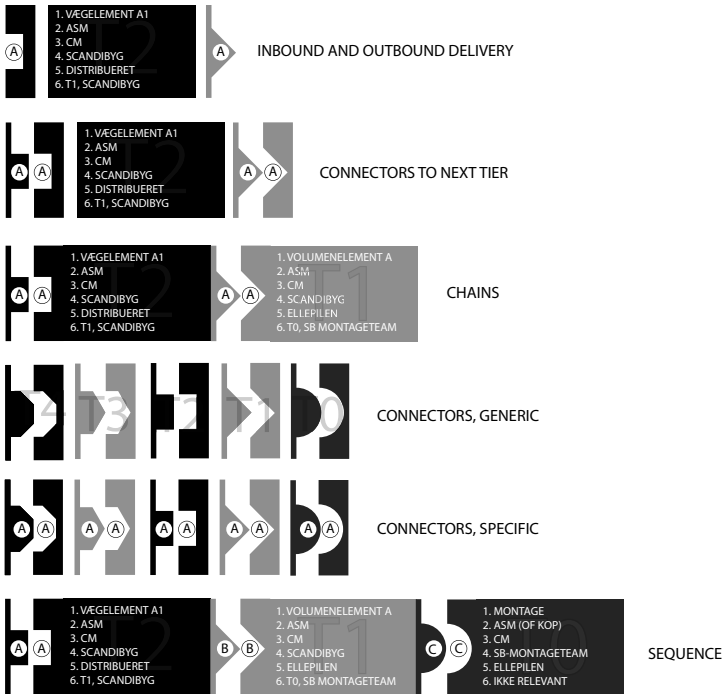 A
T2
1. VÆGELEMENT A1
2. ASM
3. CM
4. SCANDIBYG
5. DISTRIBUERET
6. T1, SCANDIBYG
A
INBOUND AND OUTBOUND DELIVERY
A A
T2
1. VÆGELEMENT A1
2. ASM
3. CM
4. SCANDIBYG
5. DISTRIBUERET
6. T1, SCANDIBYG
A A
CONNECTORS TO NEXT TIER
A A
T2
1. VÆGELEMENT A1
2. ASM
3. CM
4. SCANDIBYG
5. DISTRIBUERET
6. T1, SCANDIBYG
A A
T1
1. VOLUMENELEMENT A
2. ASM
3. CM
4. SCANDIBYG
5. ELLEPILEN
6. T0, SB MONTAGETEAM
CHAINS
T4 T3 T2 T1 T0
CONNECTORS, GENERIC
A A A A A A A A A A
CONNECTORS, SPECIFIC
A A
T2
1. VÆGELEMENT A1
2. ASM
3. CM
4. SCANDIBYG
5. DISTRIBUERET
6. T1, SCANDIBYG
B B
T1
1. VOLUMENELEMENT A
2. ASM
3. CM
4. SCANDIBYG
5. ELLEPILEN
6. T0, SB MONTAGETEAM
C C
T0
1. MONTAGE
2. ASM (OF KOP)
3. CM
4. SB-MONTAGETEAM
5. ELLEPILEN
6. IKKE RELEVANT
SEQUENCE